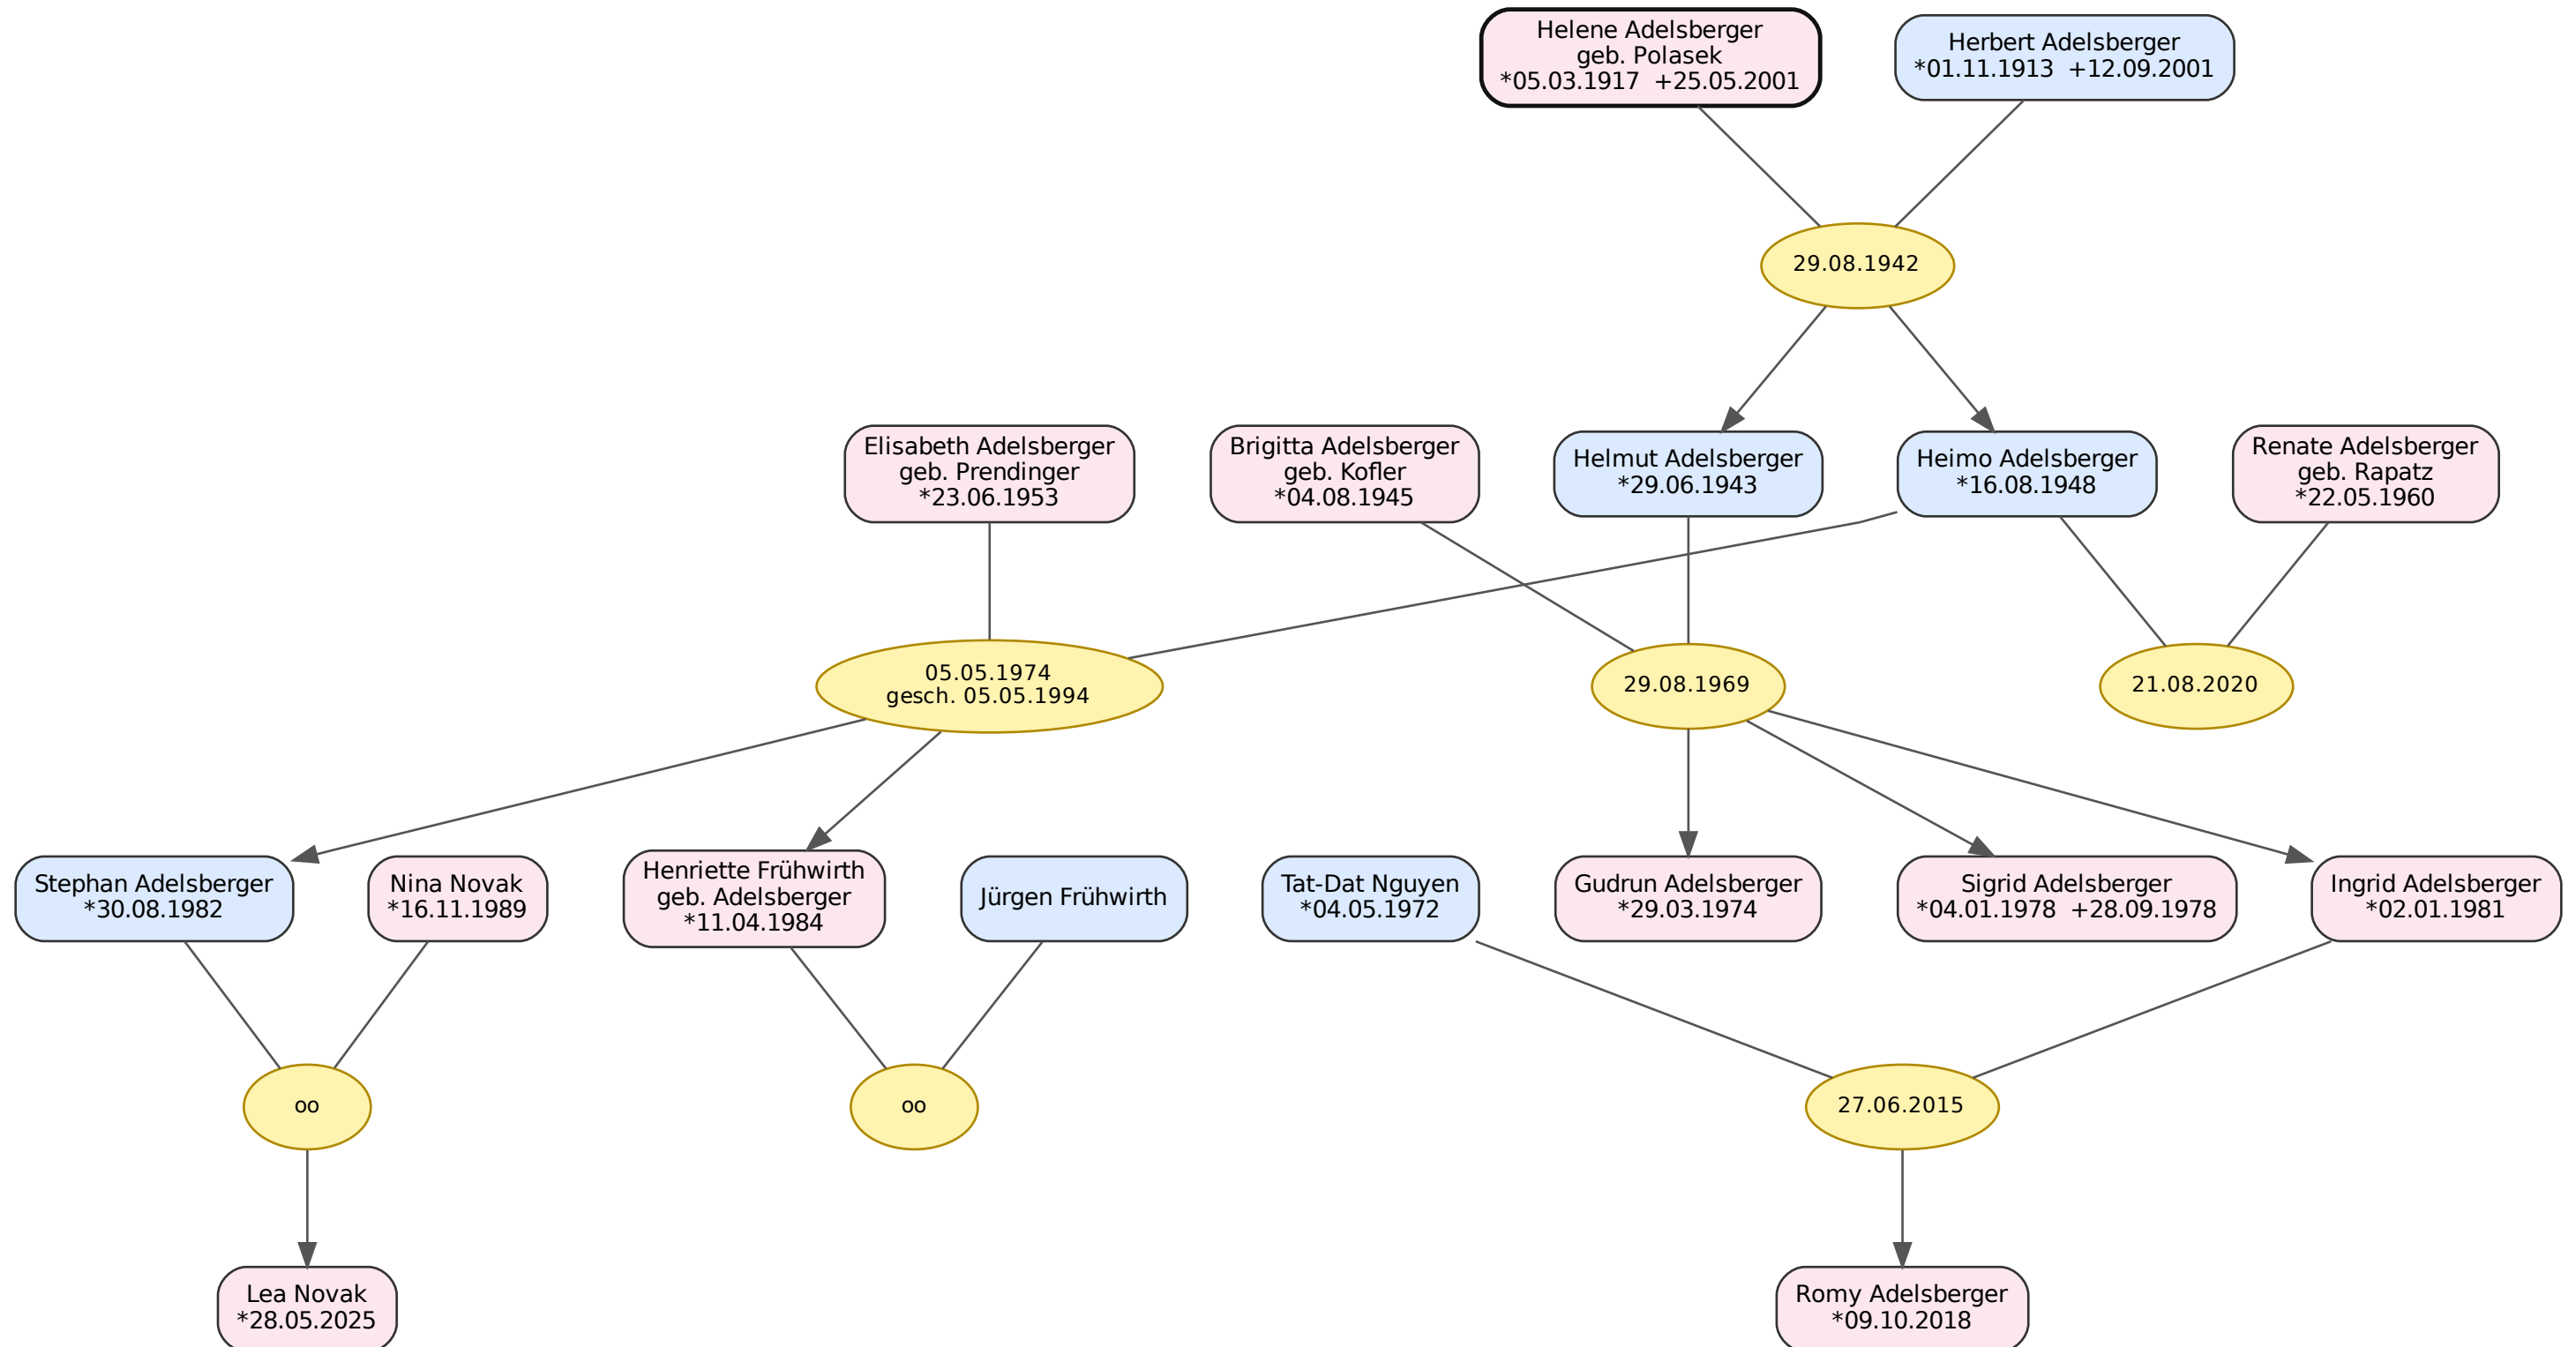 Helene Adelsberger
geb. Polasek
*05.03.1917  +25.05.2001
Herbert Adelsberger
*01.11.1913  +12.09.2001
29.08.1942
Elisabeth Adelsberger
geb. Prendinger
*23.06.1953
Brigitta Adelsberger
geb. Kofler
*04.08.1945
Helmut Adelsberger
*29.06.1943
Heimo Adelsberger
*16.08.1948
Renate Adelsberger
geb. Rapatz
*22.05.1960
05.05.1974
gesch. 05.05.1994
29.08.1969
21.08.2020
Stephan Adelsberger
*30.08.1982
Nina Novak
*16.11.1989
Henriette Frühwirth
geb. Adelsberger
*11.04.1984
Jürgen Frühwirth
Tat-Dat Nguyen
*04.05.1972
Gudrun Adelsberger
*29.03.1974
Sigrid Adelsberger
*04.01.1978  +28.09.1978
Ingrid Adelsberger
*02.01.1981
oo
oo
27.06.2015
Lea Novak
*28.05.2025
Romy Adelsberger
*09.10.2018